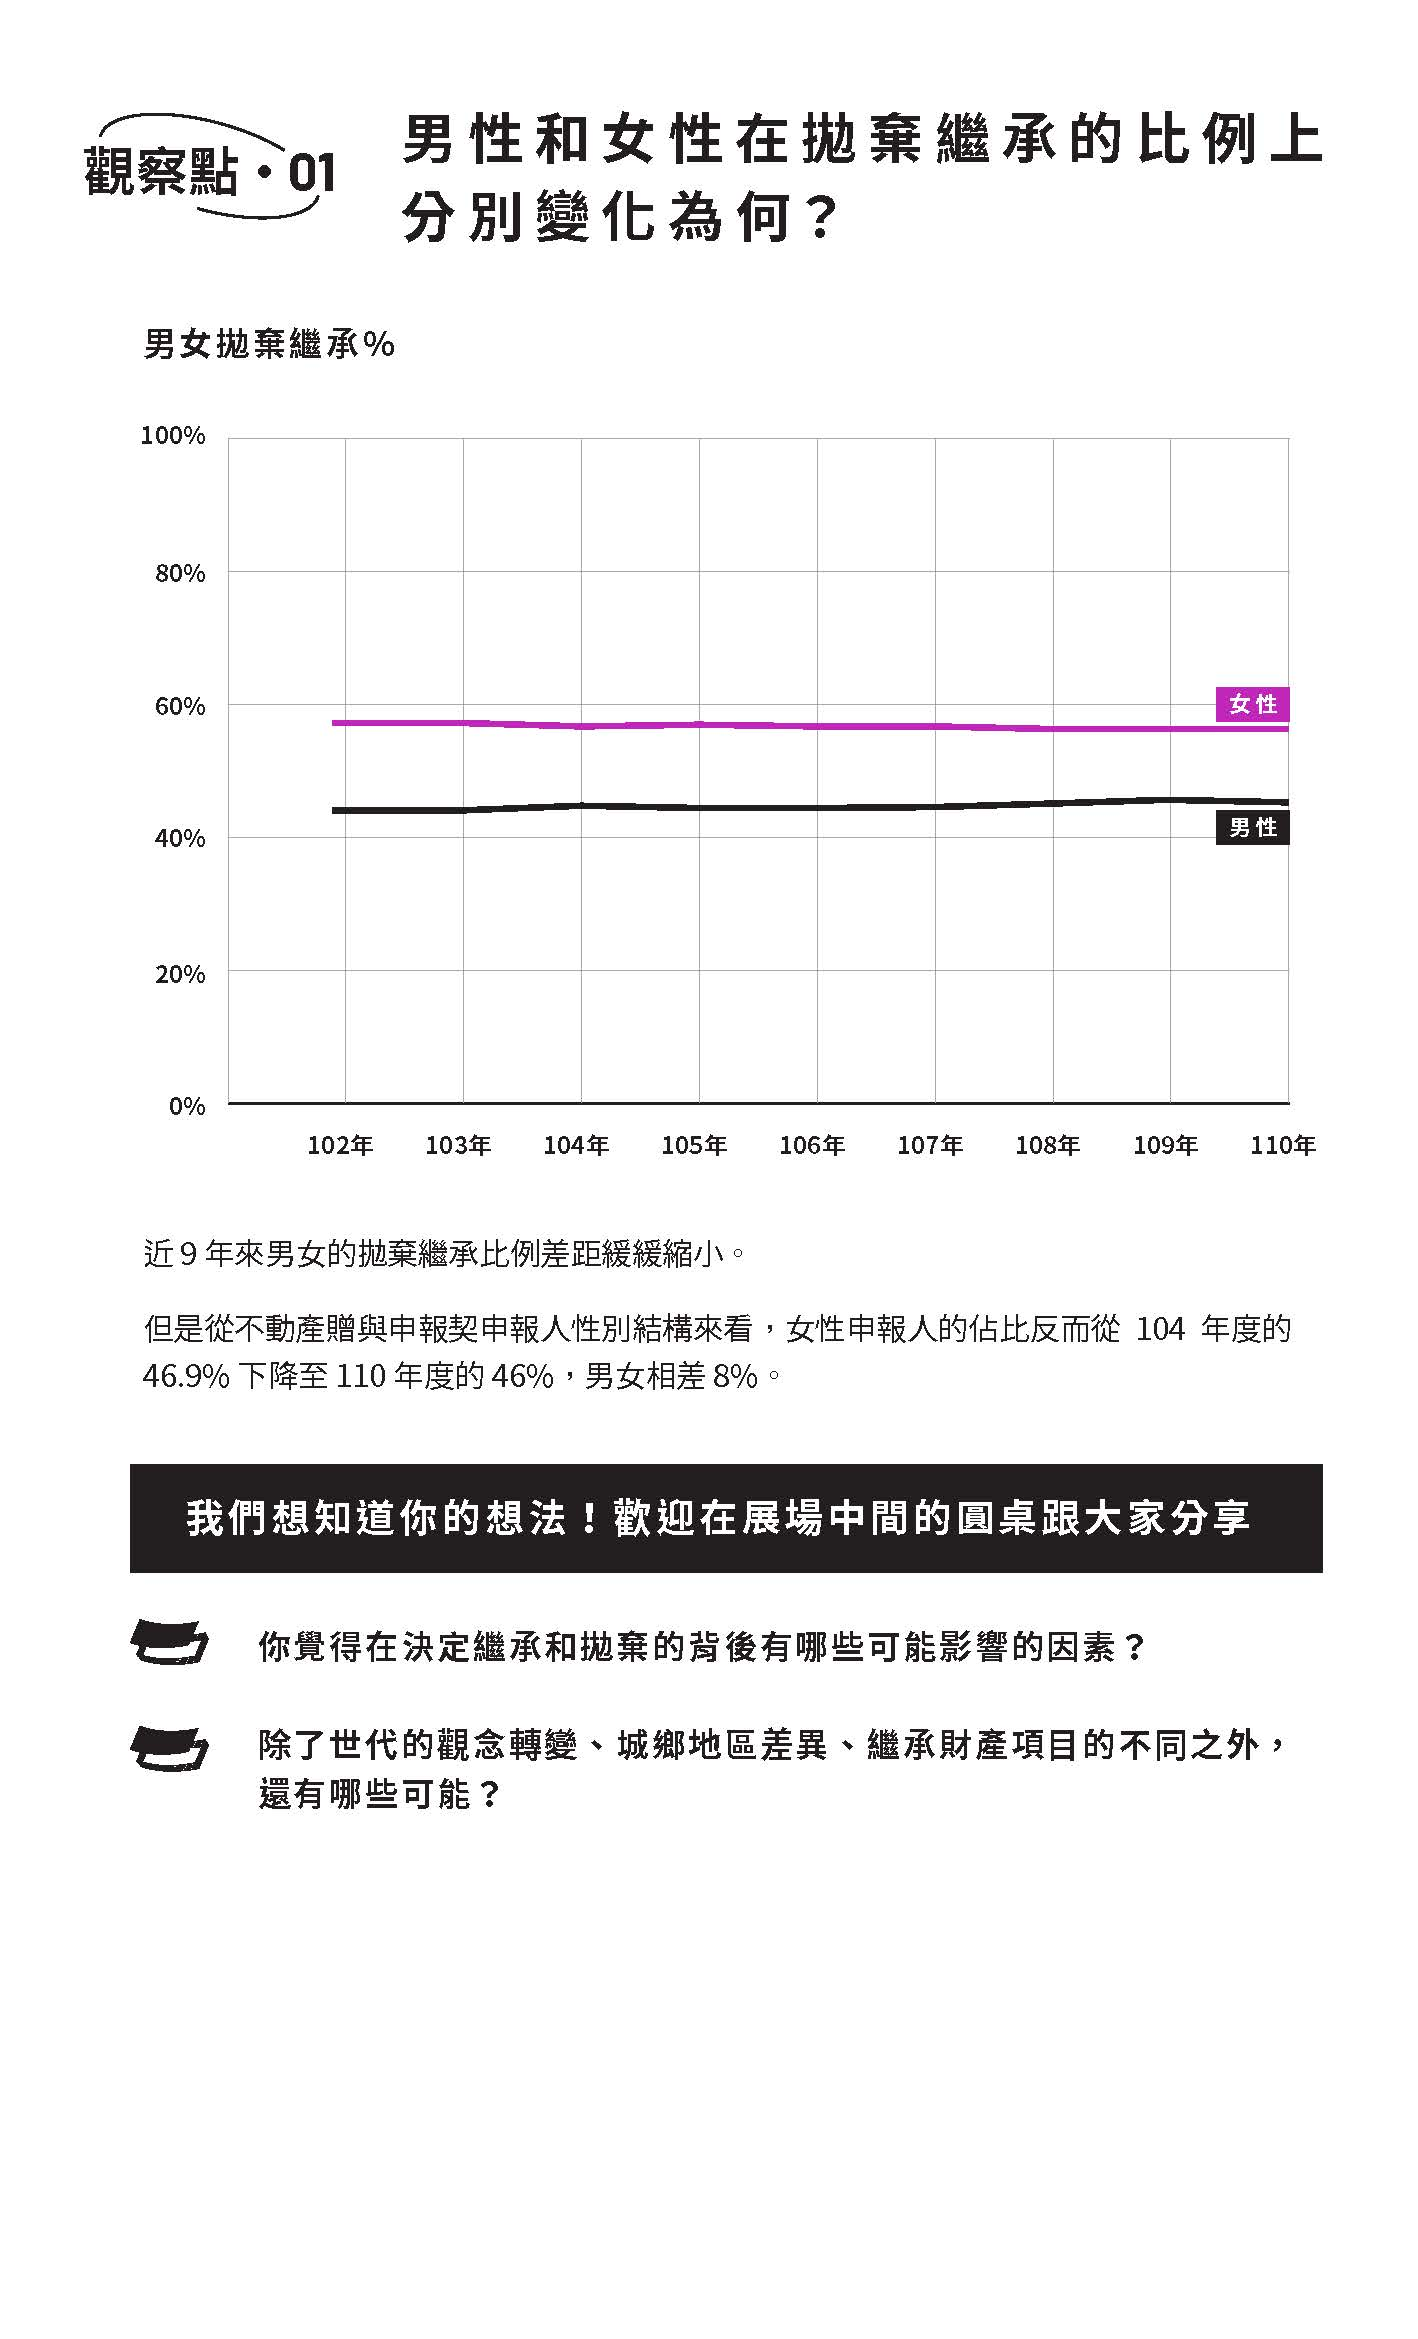 觀察點・01
男性和女性在拋棄繼承的比例上
分別變化為何？
男女拋棄繼承%
100%
80%
60%
40%
20%
0%
女性
男性
102年 103年 104年 105年 106年 107年 108年 109年 110年
近 9 年來男女的拋棄繼承比例差距緩緩縮小。
但是從不動產贈與申報契申報人性別結構來看，女性申報人的佔比反而從 104 年度的
46.9% 下降至 110 年度的 46%，男女相差 8%。
我們想知道你的想法！歡迎在展場中間的圓桌跟大家分享
你覺得在決定繼承和拋棄的背後有哪些可能影響的因素？
除了世代的觀念轉變、城鄉地區差異、繼承財產項目的不同之外，
還有哪些可能？